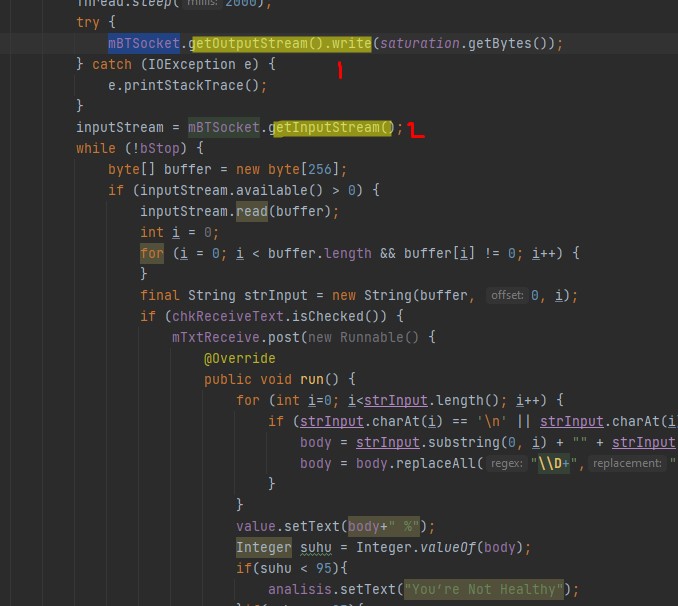 Thread.sleep( millis: 2000);
try {
mBTSocket.getOutputStream().write(saturation.getBytes());
} catch (IOException e) { 1
e.printStackTrace();
}
inputStream = mBTSocket.getInputStream(); 2
while (!bStop) {
byte[] buffer = new byte[256];
if (inputStream.available() > 0) {
inputStream.read(buffer);
int i = 0;
for (i = 0; i < buffer.length && buffer[i] != 0; i++) {
}
final String strInput = new String(buffer, offset: 0, i);
if (chkReceiveText.isChecked()) {
mTxtReceive.post(new Runnable() {
@Override
public void run() {
for (int i=0; i<strInput.length(); i++) {
if (strInput.charAt(i) == '\n' || strInput.charAt(i
body = strInput.substring(0, i) + "" + strInput
body = body.replaceAll( regex: "\\D+", replacement: "
}
}
value.setText(body+" %");
Integer suhu = Integer.valueOf(body);
if(suhu < 95){
analisis.setText("You're Not Healthy");